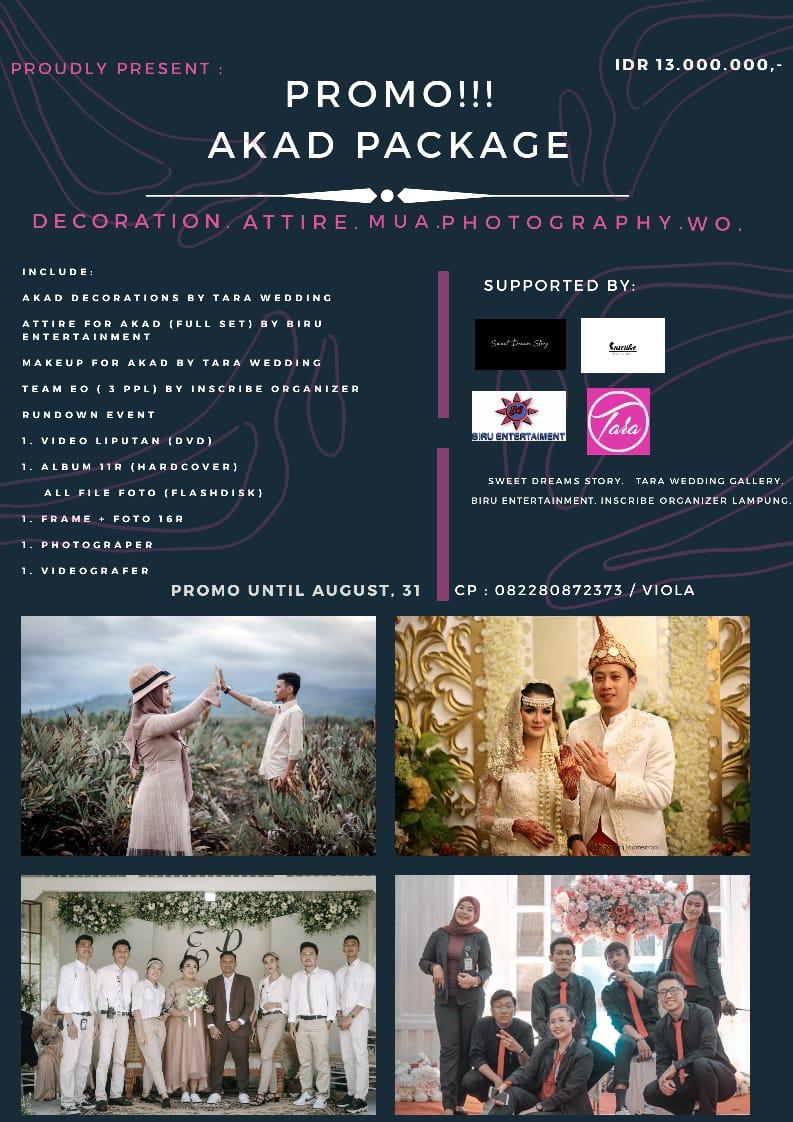 PROUDLY PRESENT :
IDR 13.000.000,-
PROMO!!!
AKAD PACKAGE
DECORATION. ATTIRE. MUA.PHOTOGRAPHY.WO.
INCLUDE:
AKAD DECORATIONS BY TARA WEDDING
ATTIRE FOR AKAD (FULL SET) BY BIRU
ENTERTAINMENT
MAKEUP FOR AKAD BY TARA WEDDING
TEAM EO ( 3 PPL) BY INSCRIBE ORGANIZER
RUNDOWN EVENT
1. VIDEO LIPUTAN (DVD)
1. ALBUM 11R (HARDCOVER)
ALL FILE FOTO (FLASHDISK)
1. FRAME + FOTO 16R
1. PHOTOGRAPER
1. VIDEOGRAFER
SUPPORTED BY:
Sweet Dream Story
BIRU ENTERTAIMENT
Tara
SWEET DREAMS STORY. TARA WEDDING GALLERY.
BIRU ENTERTAINMENT. INSCRIBE ORGANIZER LAMPUNG.
PROMO UNTIL AUGUST, 31
CP : 082280872373 / VIOLA